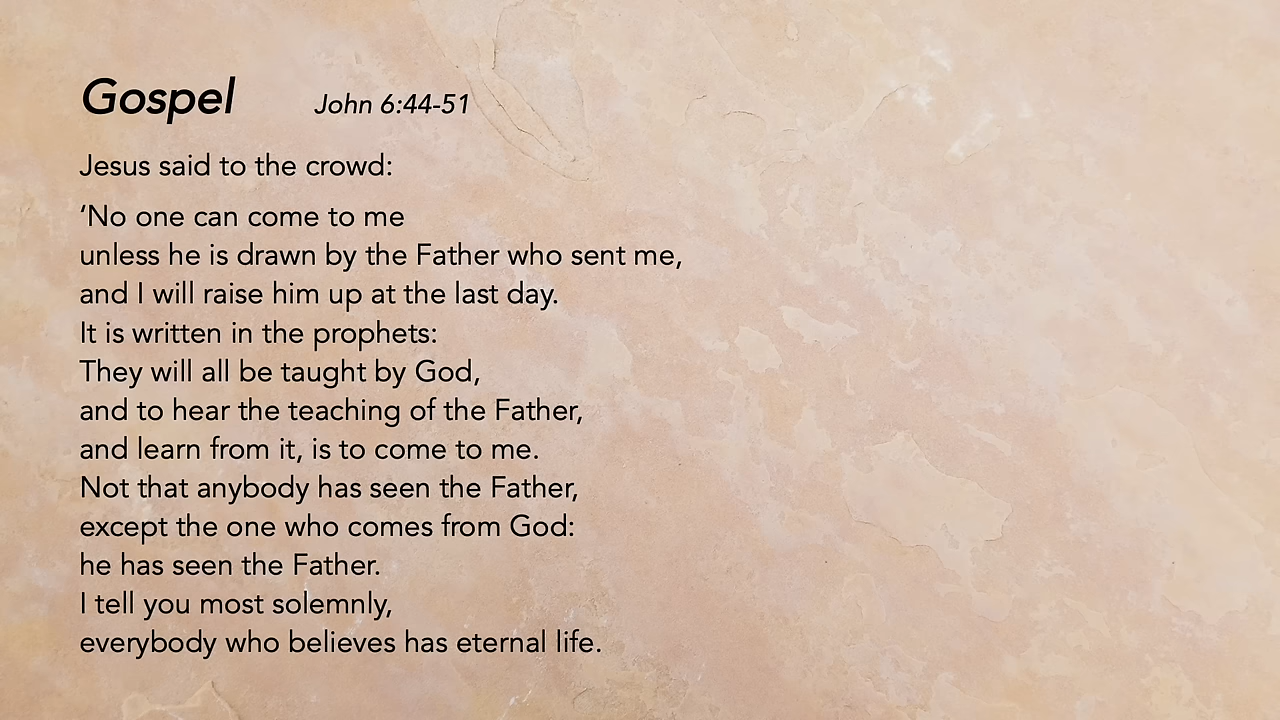 Gospel John 6:44-51
Jesus said to the crowd:
‘No one can come to me
unless he is drawn by the Father who sent me,
and I will raise him up at the last day.
It is written in the prophets:
They will all be taught by God,
and to hear the teaching of the Father,
and learn from it, is to come to me.
Not that anybody has seen the Father,
except the one who comes from God:
he has seen the Father.
I tell you most solemnly,
everybody who believes has eternal life.